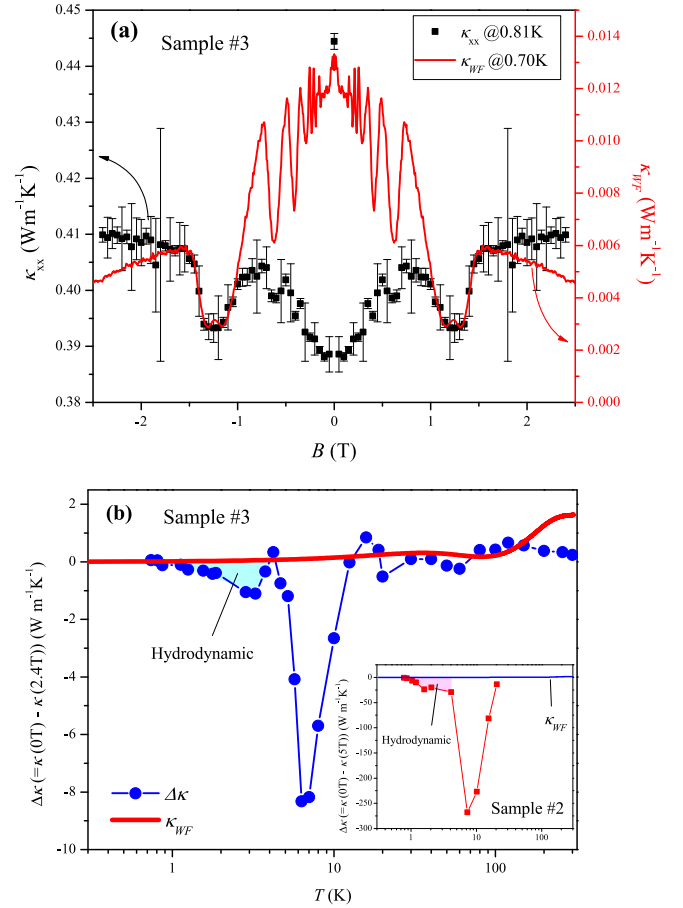 (a)
Sample #3
κxx @0.81K
κWF @0.70K
κxx (Wm⁻¹K⁻¹)
0.45
0.44
0.43
0.42
0.41
0.40
0.39
0.38
κWF (Wm⁻¹K⁻¹)
0.014
0.012
0.010
0.008
0.006
0.004
0.002
0.000
-2 -1 0 1 2
B (T)
(b)
Sample #3
Δκ (=κ(0T) - κ(2.4T)) (W m⁻¹K⁻¹)
2
0
-2
-4
-6
-8
-10
Hydrodynamic
Δκ
κWF
1 10 100
T (K)
Δκ (=κ(0T) - κ(5T)) (W m⁻¹K⁻¹)
0
-50
-100
-150
-200
-250
-300
Hydrodynamic
κWF
Sample #2
1 10 100